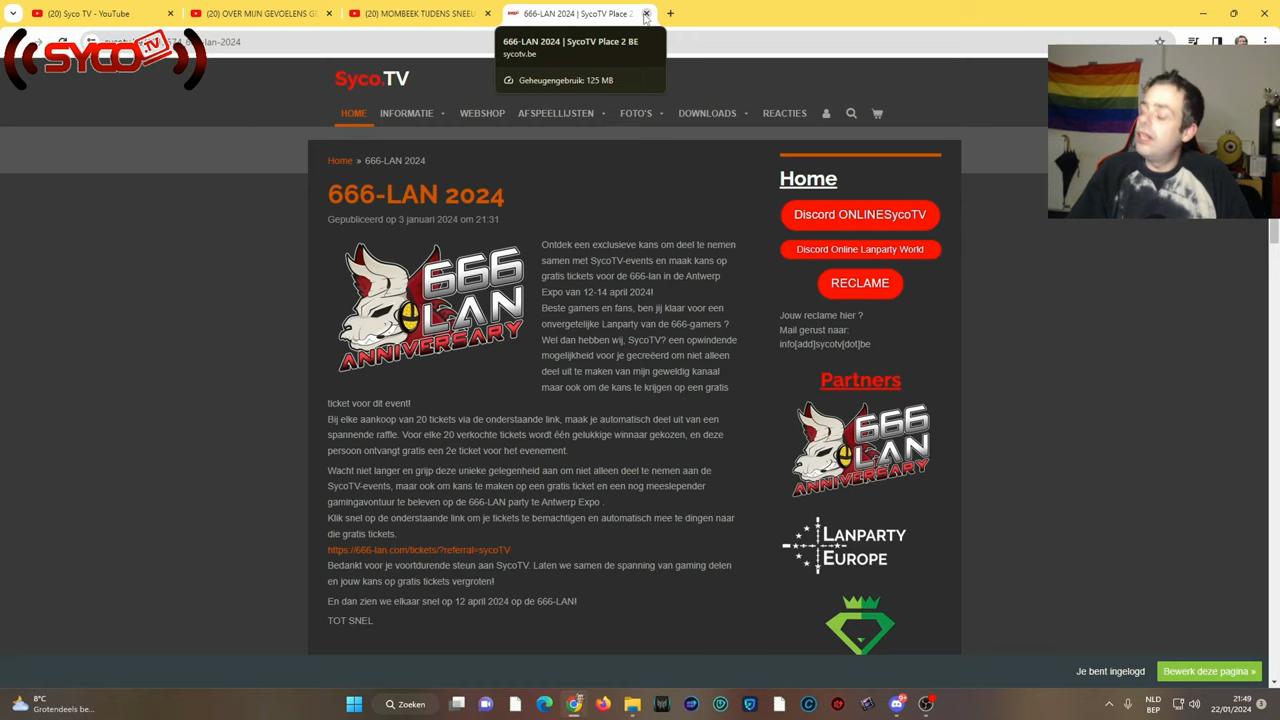 (20) Syco TV - YouTube
(20) OVER MIJN GEVOELENS GE
(20) MOMBEEK TIJDENS SNEEU
666-LAN 2024 | SycoTV Place 2
666-LAN 2024 | SycoTV Place 2 BE
sycotv.be
Geheugengebruik: 125 MB
SYCO TV
-lan-2024
Syco.TV
HOME INFORMATIE WEBSHOP AFSPEELLIJSTEN FOTO'S DOWNLOADS REACTIES
Home » 666-LAN 2024
666-LAN 2024
Gepubliceerd op 3 januari 2024 om 21:31
666
LAN
ANNIVERSARY
Ontdek een exclusieve kans om deel te nemen
samen met SycoTV-events en maak kans op
gratis tickets voor de 666-lan in de Antwerp
Expo van 12-14 april 2024!
Beste gamers en fans, ben jij klaar voor een
onvergetelijke Lanparty van de 666-gamers ?
Wel dan hebben wij, SycoTV? een opwindende
mogelijkheid voor je gecreëerd om niet alleen
deel uit te maken van mijn geweldig kanaal
maar ook om de kans te krijgen op een gratis
ticket voor dit event!
Bij elke aankoop van 20 tickets via de onderstaande link, maak je automatisch deel uit van een
spannende raffle. Voor elke 20 verkochte tickets wordt één gelukkige winnaar gekozen, en deze
persoon ontvangt gratis een 2e ticket voor het evenement.
Wacht niet langer en grijp deze unieke gelegenheid aan om niet alleen deel te nemen aan de
SycoTV-events, maar ook om kans te maken op een gratis ticket en een nog meeslepender
gamingavontuur te beleven op de 666-LAN party te Antwerp Expo .
Klik snel op de onderstaande link om je tickets te bemachtigen en automatisch mee te dingen naar
die gratis tickets.
https://666-lan.com/tickets/?referral=sycoTV
Bedankt voor je voortdurende steun aan SycoTV. Laten we samen de spanning van gaming delen
en jouw kans op gratis tickets vergroten!
En dan zien we elkaar snel op 12 april 2024 op de 666-LAN!
TOT SNEL
Home
Discord ONLINESycoTV
Discord Online Lanparty World
RECLAME
Jouw reclame hier ?
Mail gerust naar:
info[add]sycotv[dot]be
Partners
666
LAN
ANNIVERSARY
LANPARTY
EUROPE
Je bent ingelogd
Bewerk deze pagina »
8°C
Grotendeels be...
Zoeken
NLD
BEP
21:49
22/01/2024